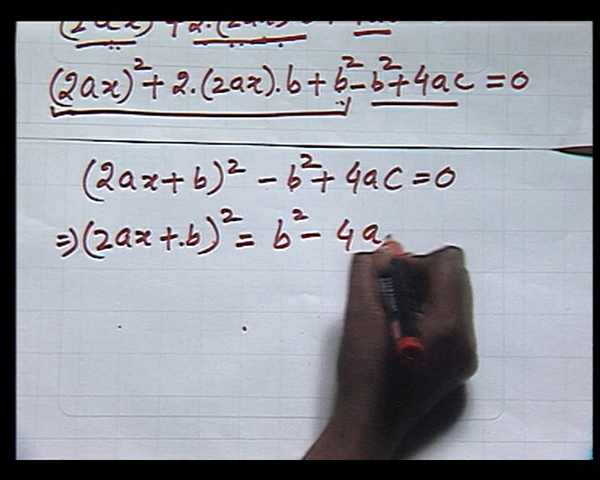 (2ax)² + 2.(2ax).b + b² - b² + 4ac = 0
(2ax + b)² - b² + 4ac = 0
⇒ (2ax + b)² = b² - 4a